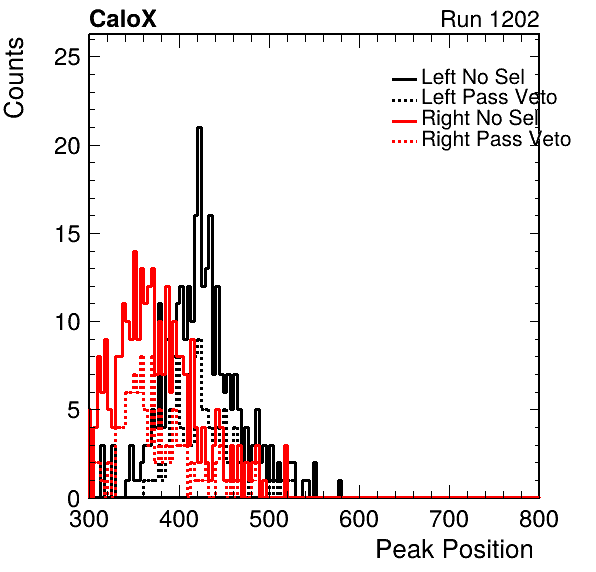 CaloX Run 1202
Counts
25
20
15
10
5
0
Left No Sel
Left Pass Veto
Right No Sel
Right Pass Veto
300 400 500 600 700 800
Peak Position